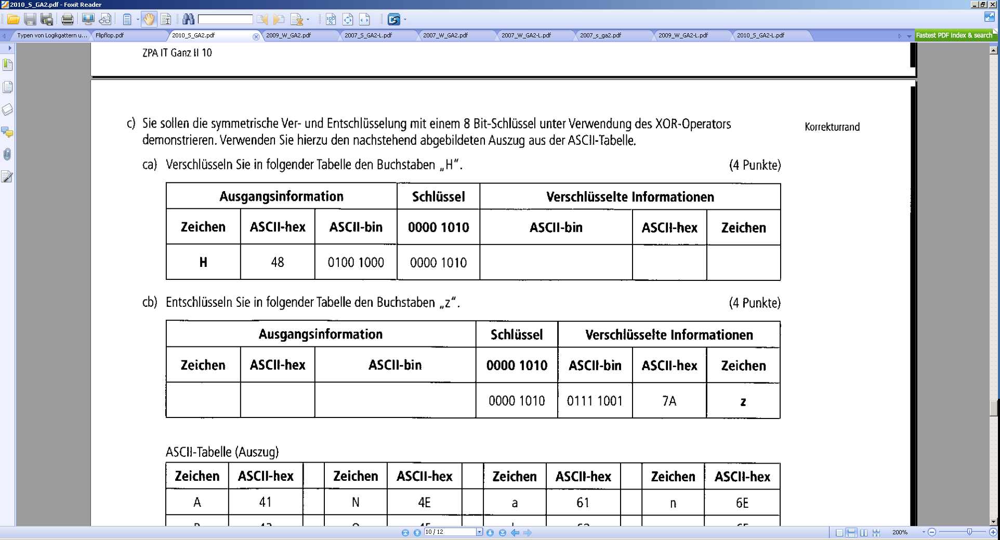 2010_S_GA2.pdf - Foxit Reader
Typen von Logikgattern u... Flipflop.pdf 2010_S_GA2.pdf 2009_W_GA2.pdf 2007_S_GA2-L.pdf 2007_W_GA2.pdf 2007_W_GA2-L.pdf 2007_s_ga2.pdf 2009_W_GA2-L.pdf 2010_S_GA2-L.pdf Fastest PDF index & search
ZPA IT Ganz II 10
c) Sie sollen die symmetrische Ver- und Entschlüsselung mit einem 8 Bit-Schlüssel unter Verwendung des XOR-Operators
demonstrieren. Verwenden Sie hierzu den nachstehend abgebildeten Auszug aus der ASCII-Tabelle.
Korrekturrand
ca) Verschlüsseln Sie in folgender Tabelle den Buchstaben „H“. (4 Punkte)
Ausgangsinformation Schlüssel Verschlüsselte Informationen
Zeichen ASCII-hex ASCII-bin 0000 1010 ASCII-bin ASCII-hex Zeichen
H 48 0100 1000 0000 1010
cb) Entschlüsseln Sie in folgender Tabelle den Buchstaben „z“. (4 Punkte)
Ausgangsinformation Schlüssel Verschlüsselte Informationen
Zeichen ASCII-hex ASCII-bin 0000 1010 ASCII-bin ASCII-hex Zeichen
0000 1010 0111 1001 7A z
ASCII-Tabelle (Auszug)
Zeichen ASCII-hex Zeichen ASCII-hex Zeichen ASCII-hex Zeichen ASCII-hex
A 41 N 4E a 61 n 6E
10 / 12 200%